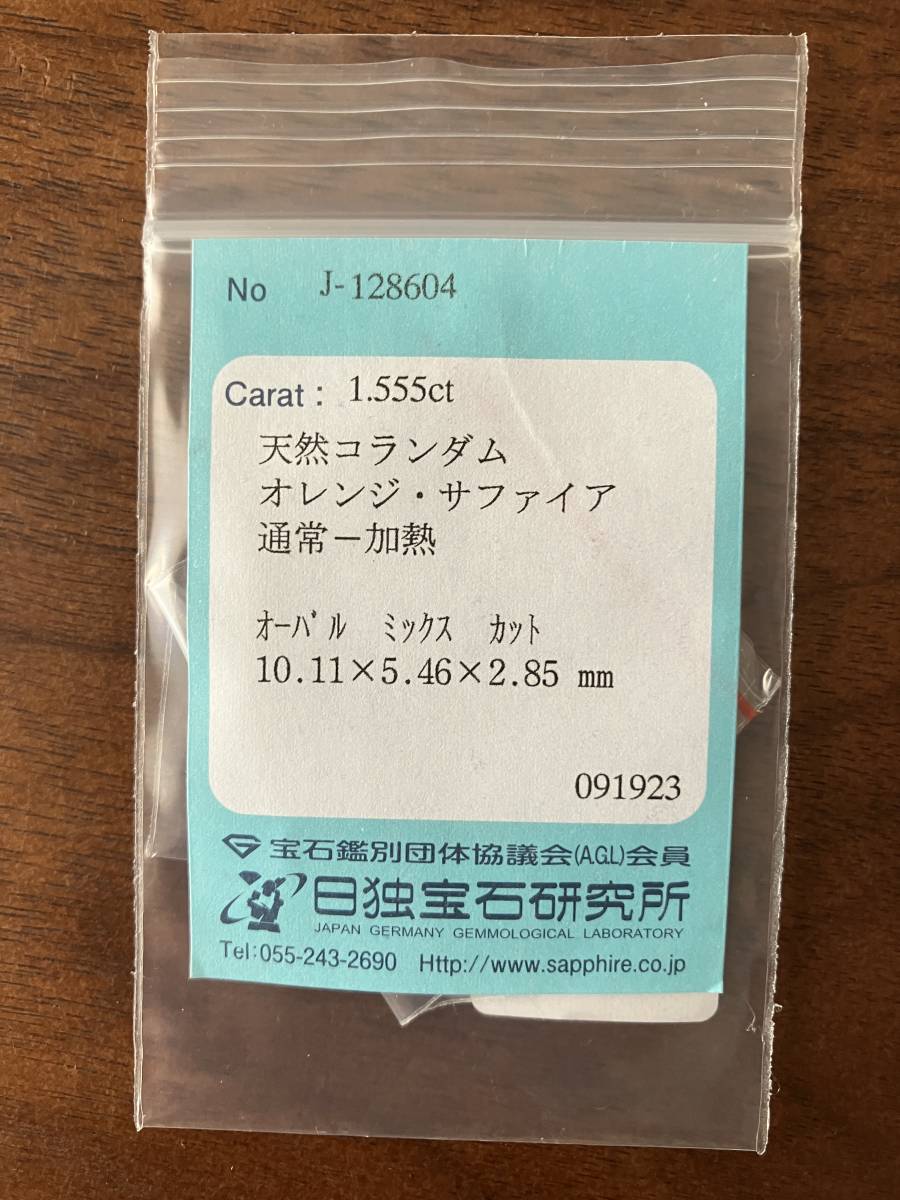 No J-128604
Carat : 1.555ct
天然コランダム
オレンジ・サファイア
通常－加熱
ｵｰﾊﾞﾙ ﾐｯｸｽ ｶｯﾄ
10.11×5.46×2.85 mm
091923
宝石鑑別団体協議会(A.G.L)会員
日独宝石研究所
JAPAN GERMANY GEMMOLOGICAL LABORATORY
Tel:055-243-2690 Http://www.sapphire.co.jp